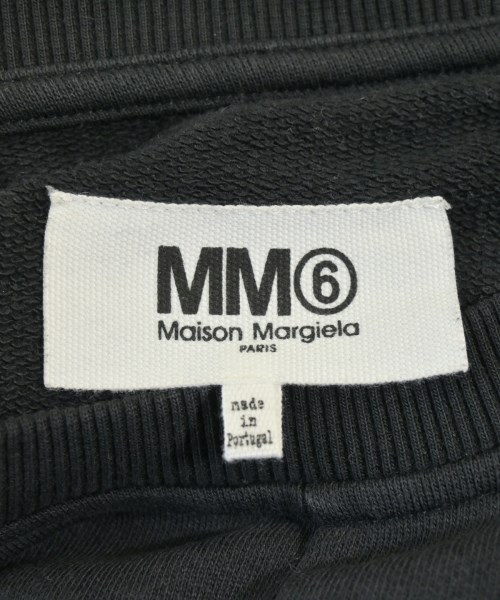 MM⑥
Maison Margiela
PARIS
made
in
Portugal